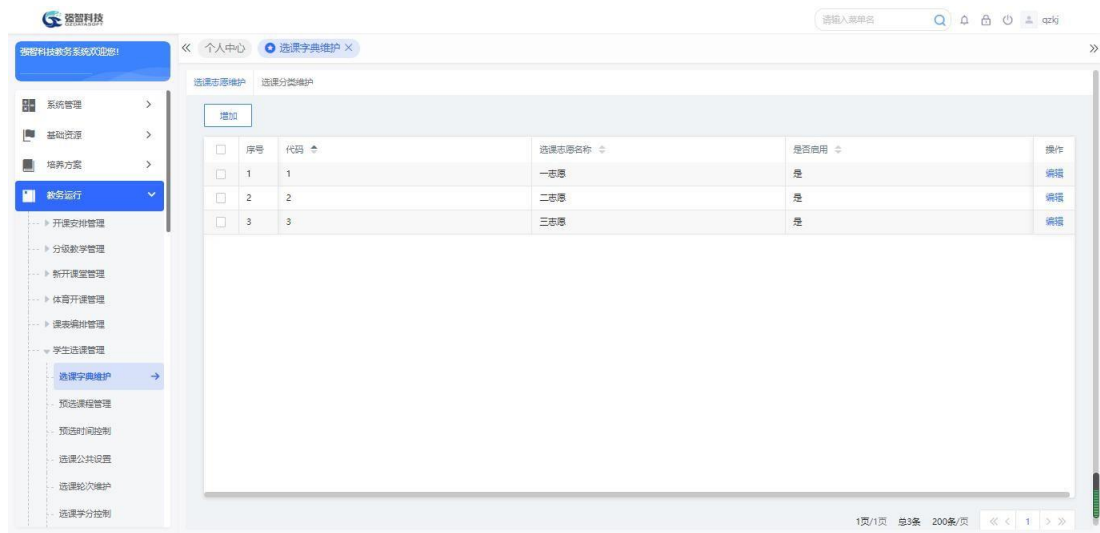 强智科技
QZDATASOFT
请输入菜单名
qzkj
强智科技教务系统欢迎您!
个人中心 选课字典维护
选课志愿维护 选课分类维护
系统管理
基础资源
培养方案
教务运行
开课安排管理
分级教学管理
新开课堂管理
体育开课管理
课表编排管理
学生选课管理
选课字典维护
预选课程管理
预选时间控制
选课公共设置
选课轮次维护
选课学分控制
增加
序号 代码 选课志愿名称 是否启用 操作
1 1 一志愿 是 编辑
2 2 二志愿 是 编辑
3 3 三志愿 是 编辑
1页/1页 总3条 200条/页 1